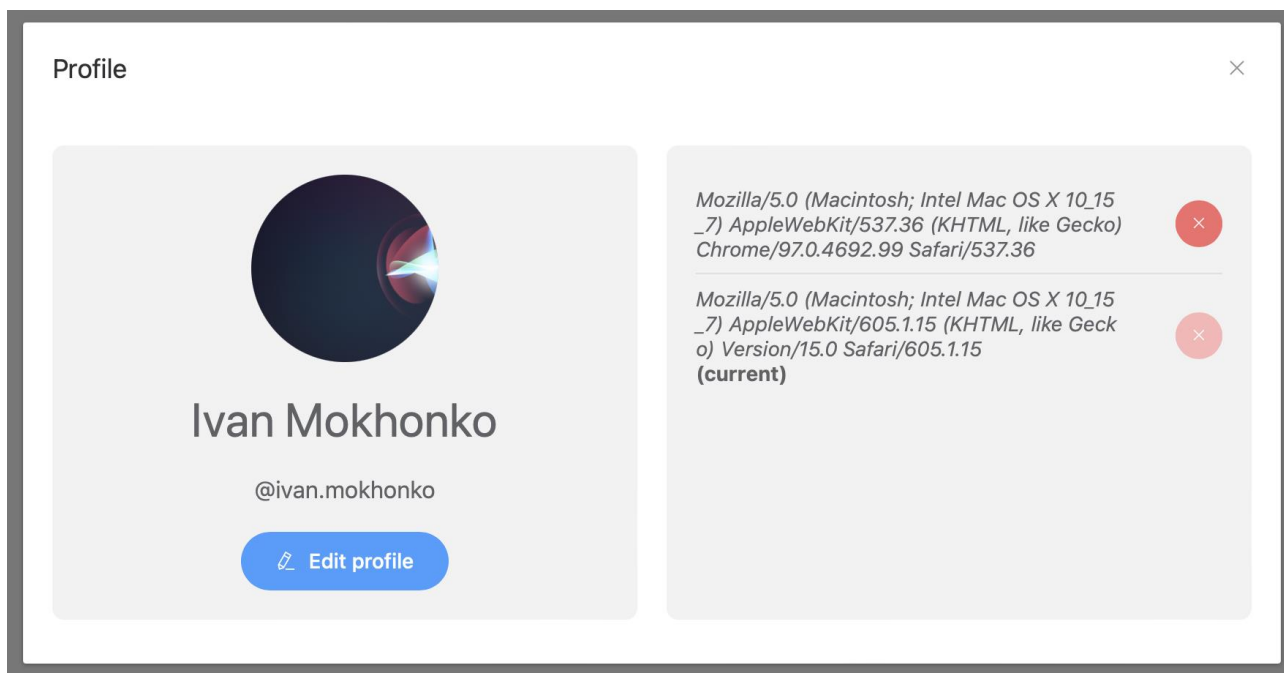 Profile
Ivan Mokhonko
@ivan.mokhonko
Edit profile
Mozilla/5.0 (Macintosh; Intel Mac OS X 10_15
_7) AppleWebKit/537.36 (KHTML, like Gecko)
Chrome/97.0.4692.99 Safari/537.36
Mozilla/5.0 (Macintosh; Intel Mac OS X 10_15
_7) AppleWebKit/605.1.15 (KHTML, like Geck
o) Version/15.0 Safari/605.1.15
(current)